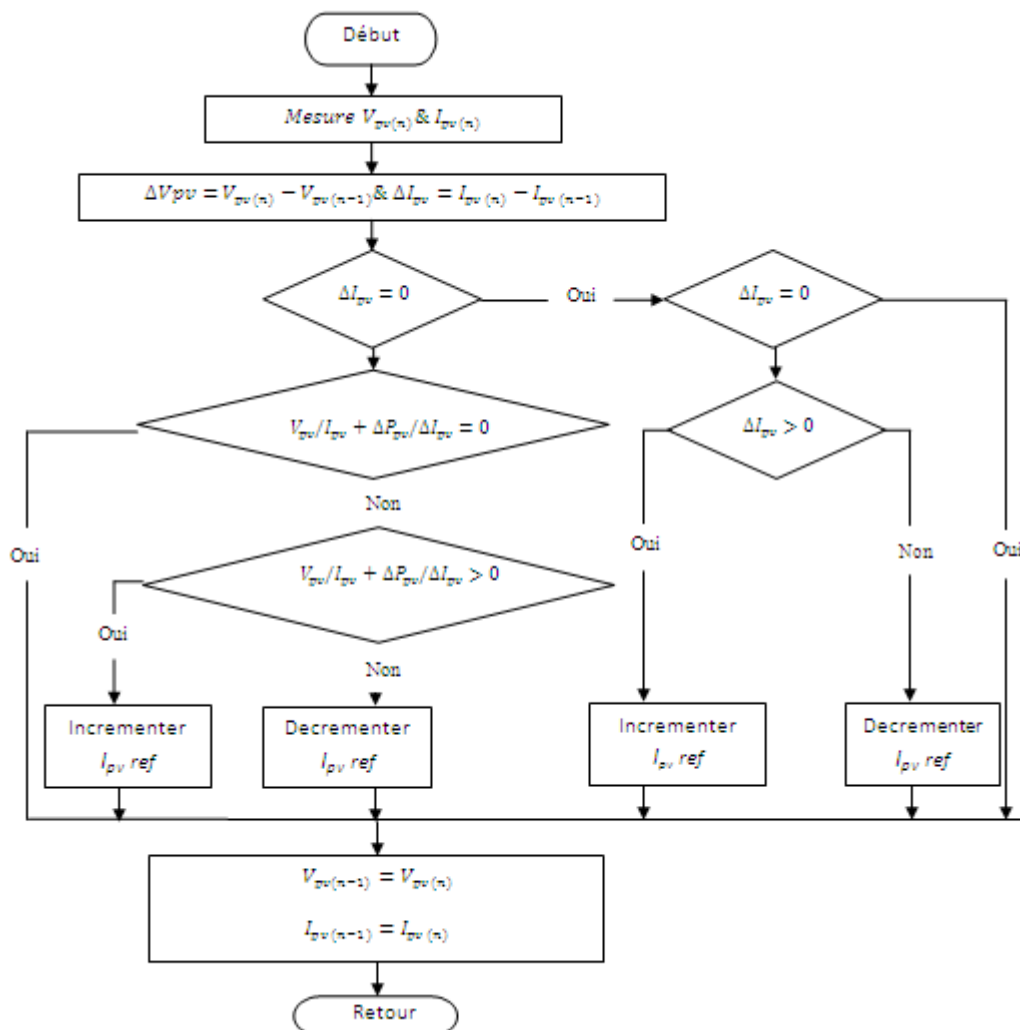 Début
Mesure V_pv(n) & I_pv(n)
ΔVpv = V_pv(n) − V_pv(n−1) & ΔI_pv = I_pv(n) − I_pv(n−1)
ΔI_pv = 0
Oui
ΔI_pv = 0
V_pv/I_pv + ΔP_pv/ΔI_pv = 0
ΔI_pv > 0
Non
Oui
Oui
Non
Oui
V_pv/I_pv + ΔP_pv/ΔI_pv > 0
Oui
Non
Incrementer
I_pv ref
Decrementer
I_pv ref
Incrementer
I_pv ref
Decrementer
I_pv ref
V_pv(n−1) = V_pv(n)
I_pv(n−1) = I_pv(n)
Retour